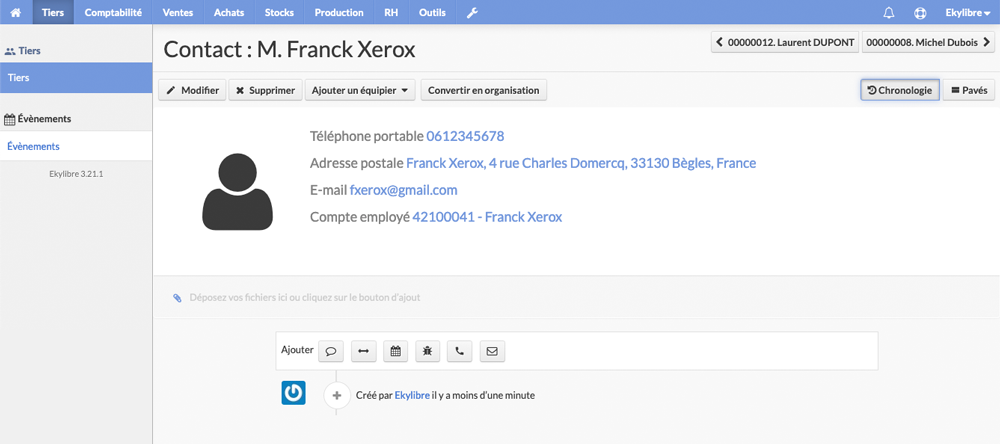 Tiers Comptabilité Ventes Achats Stocks Production RH Outils Ekylibre
Tiers
Tiers
Évènements
Évènements
Ekylibre 3.21.1
Contact : M. Franck Xerox
00000012. Laurent DUPONT 00000008. Michel Dubois
Modifier Supprimer Ajouter un équipier Convertir en organisation Chronologie Pavés
Téléphone portable 0612345678
Adresse postale Franck Xerox, 4 rue Charles Domercq, 33130 Bègles, France
E-mail fxerox@gmail.com
Compte employé 42100041 - Franck Xerox
Déposez vos fichiers ici ou cliquez sur le bouton d'ajout
Ajouter
Créé par Ekylibre il y a moins d'une minute